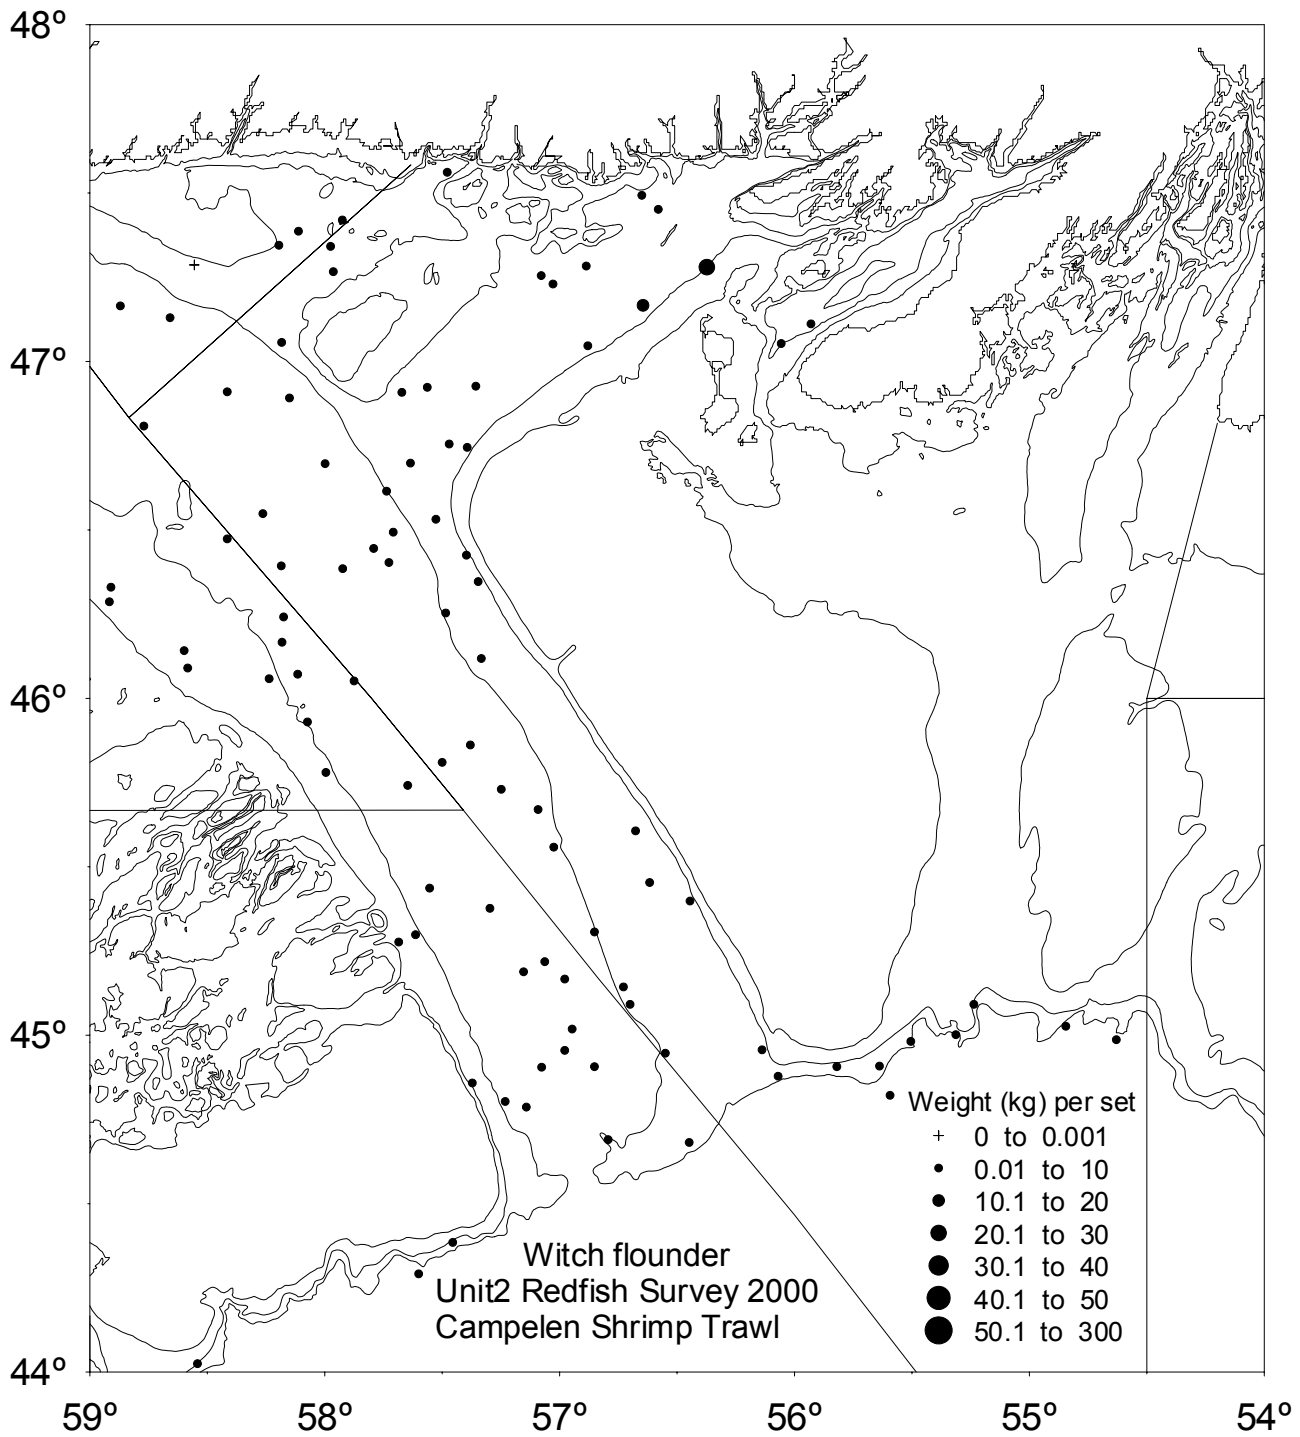 48º
47º
46º
45º
44º
59º
58º
57º
56º
55º
54º
Weight (kg) per set
+ 0 to 0.001
0.01 to 10
10.1 to 20
20.1 to 30
30.1 to 40
40.1 to 50
50.1 to 300
Witch flounder
Unit2 Redfish Survey 2000
Campelen Shrimp Trawl